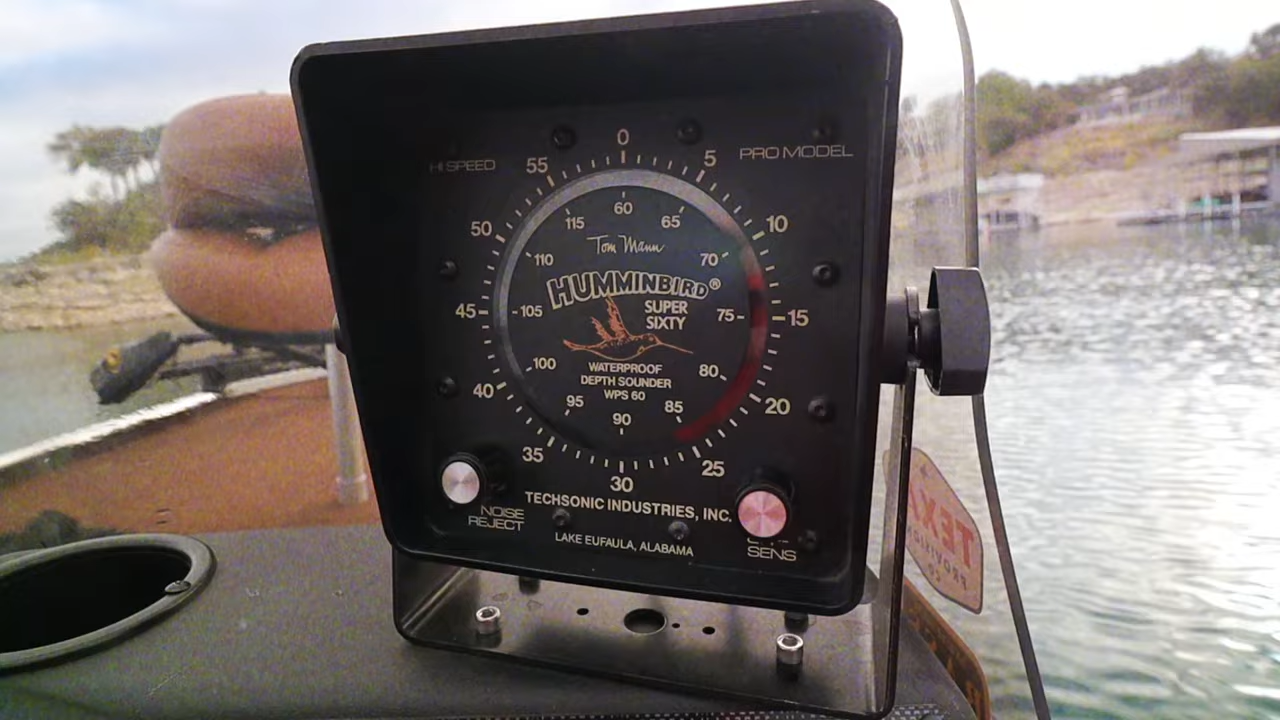 HI SPEED
PRO MODEL
0
5
10
15
20
25
30
35
40
45
50
55
60
65
70
75
80
85
90
95
100
105
110
115
Tom Mann
HUMMINBIRD®
SUPER
SIXTY
WATERPROOF
DEPTH SOUNDER
WPS 60
TECHSONIC INDUSTRIES, INC.
LAKE EUFAULA, ALABAMA
NOISE
REJECT
SENS